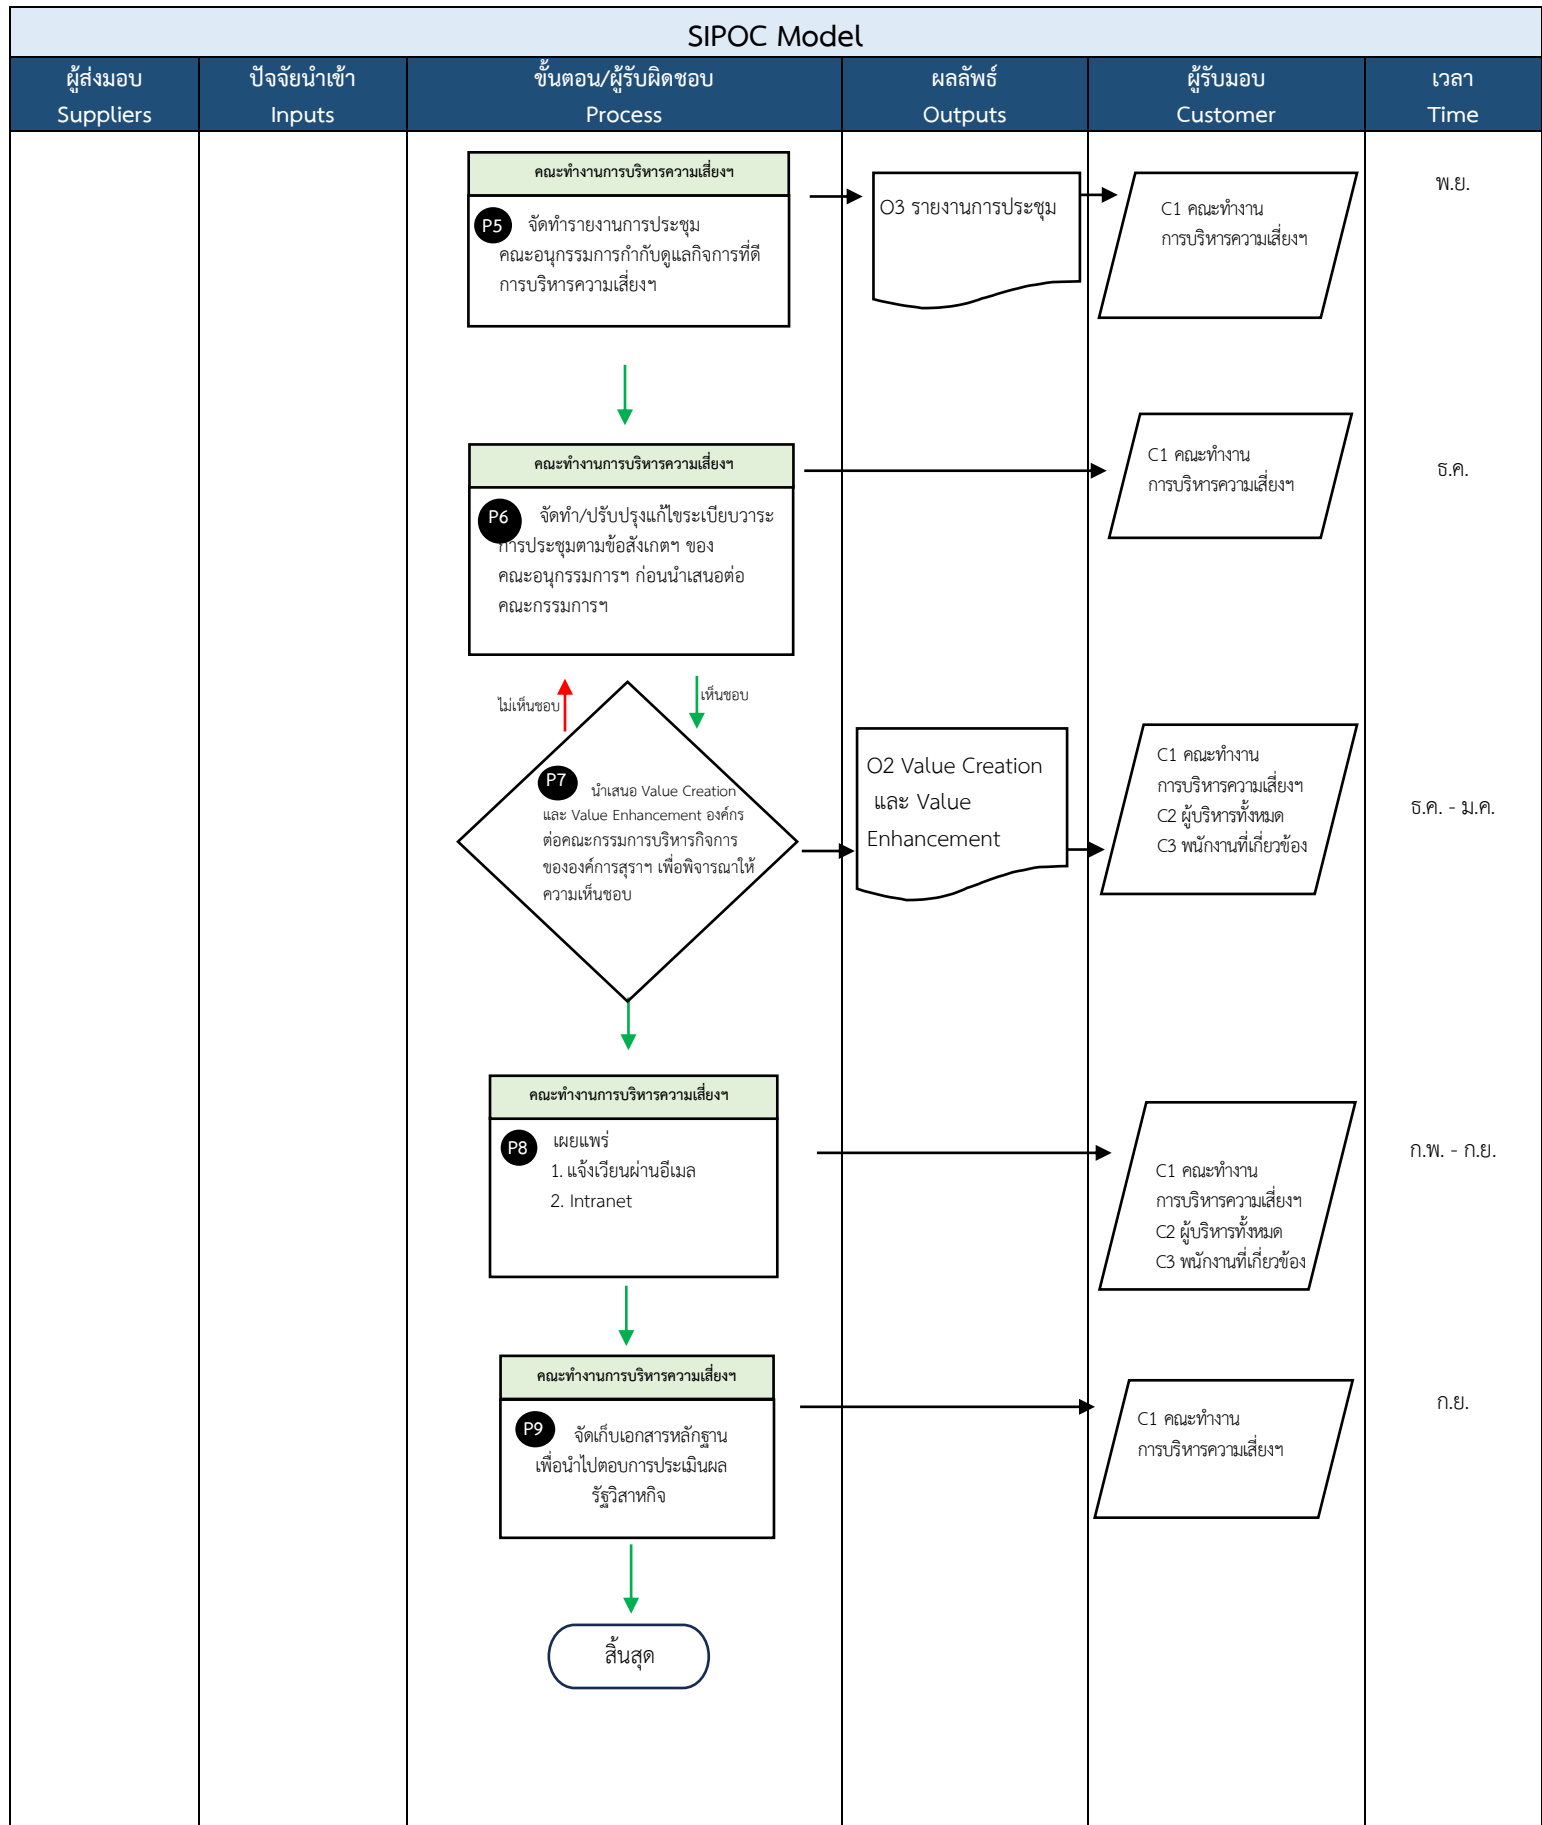 SIPOC Model
ผู้ส่งมอบ
Suppliers
ปัจจัยนำเข้า
Inputs
ขั้นตอน/ผู้รับผิดชอบ
Process
ผลลัพธ์
Outputs
ผู้รับมอบ
Customer
เวลา
Time
คณะทำงานการบริหารความเสี่ยงฯ
P5 จัดทำรายงานการประชุม
คณะอนุกรรมการกำกับดูแลกิจการที่ดี
การบริหารความเสี่ยงฯ
O3 รายงานการประชุม
C1 คณะทำงาน
การบริหารความเสี่ยงฯ
พ.ย.
คณะทำงานการบริหารความเสี่ยงฯ
P6 จัดทำ/ปรับปรุงแก้ไขระเบียบวาระ
การประชุมตามข้อสังเกตฯ ของ
คณะอนุกรรมการฯ ก่อนนำเสนอต่อ
คณะกรรมการฯ
C1 คณะทำงาน
การบริหารความเสี่ยงฯ
ธ.ค.
ไม่เห็นชอบ
เห็นชอบ
P7 นำเสนอ Value Creation
และ Value Enhancement องค์กร
ต่อคณะกรรมการบริหารกิจการ
ขององค์การสุราฯ เพื่อพิจารณาให้
ความเห็นชอบ
O2 Value Creation
และ Value
Enhancement
C1 คณะทำงาน
การบริหารความเสี่ยงฯ
C2 ผู้บริหารทั้งหมด
C3 พนักงานที่เกี่ยวข้อง
ธ.ค. - ม.ค.
คณะทำงานการบริหารความเสี่ยงฯ
P8 เผยแพร่
1. แจ้งเวียนผ่านอีเมล
2. Intranet
C1 คณะทำงาน
การบริหารความเสี่ยงฯ
C2 ผู้บริหารทั้งหมด
C3 พนักงานที่เกี่ยวข้อง
ก.พ. - ก.ย.
คณะทำงานการบริหารความเสี่ยงฯ
P9 จัดเก็บเอกสารหลักฐาน
เพื่อนำไปตอบการประเมินผล
รัฐวิสาหกิจ
C1 คณะทำงาน
การบริหารความเสี่ยงฯ
ก.ย.
สิ้นสุด